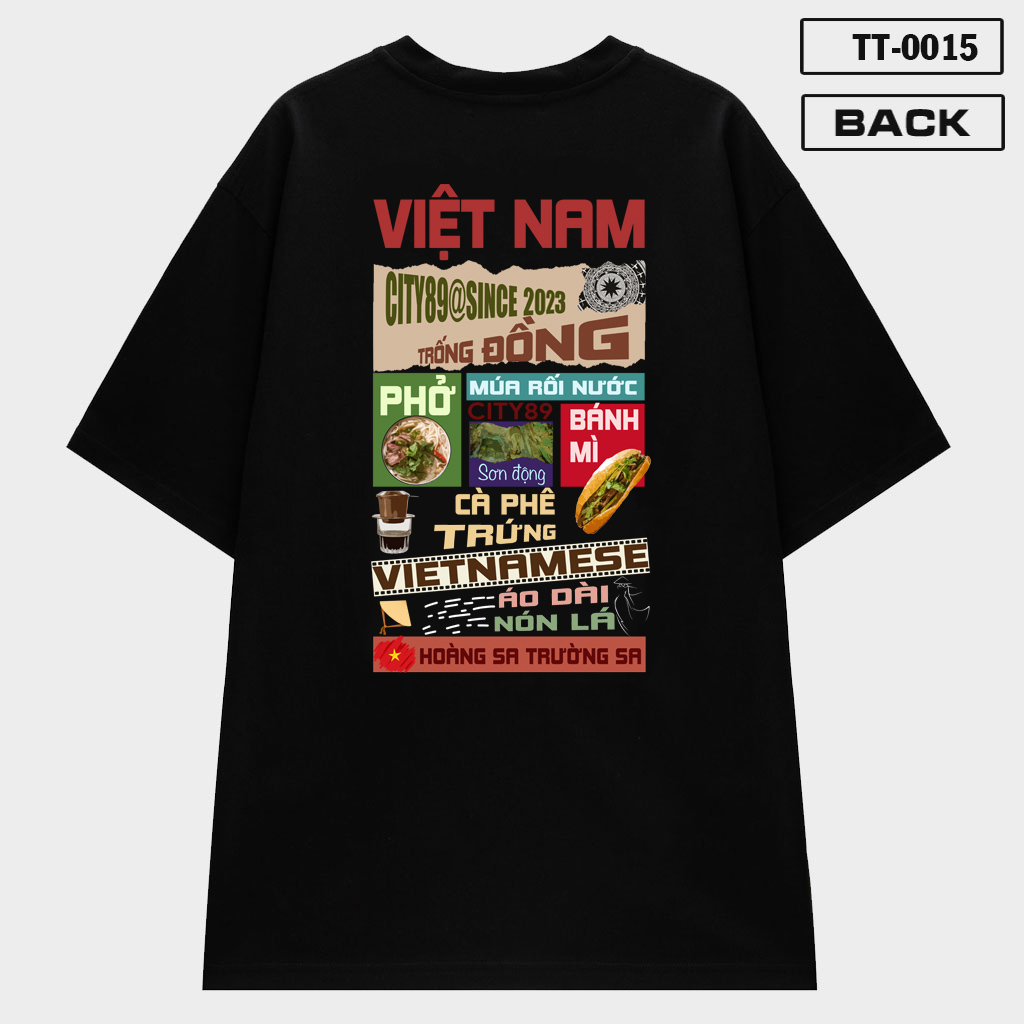 TT-0015
BACK
VIỆT NAM
CITY89@SINCE 2023
TRỐNG ĐỒNG
PHỞ
MÚA RỐI NƯỚC
CITY89
Sơn động
BÁNH
MÌ
CÀ PHÊ
TRỨNG
VIETNAMESE
ÁO DÀI
NÓN LÁ
HOÀNG SA TRƯỜNG SA